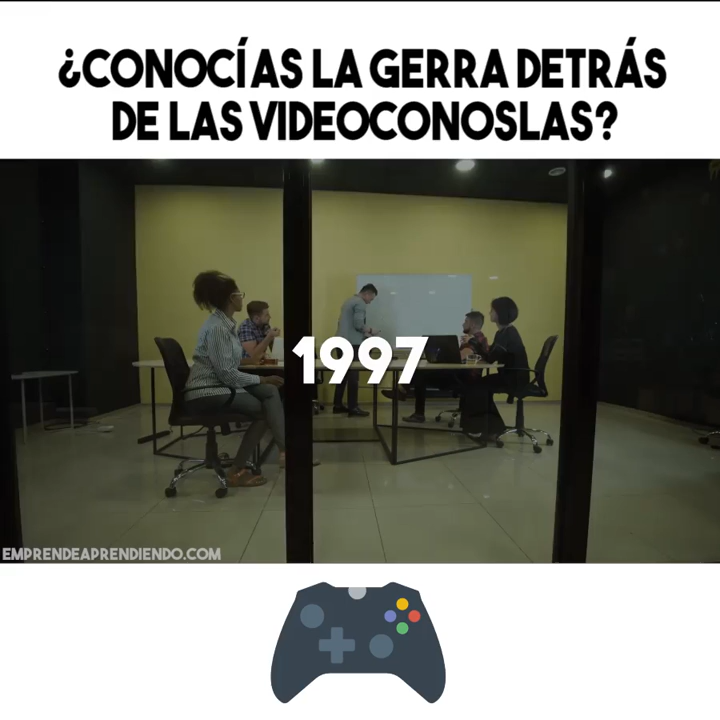 ¿CONOCÍAS LA GERRA DETRÁS
DE LAS VIDEOCONOSLAS?
1997
EMPRENDEAPRENDIENDO.COM